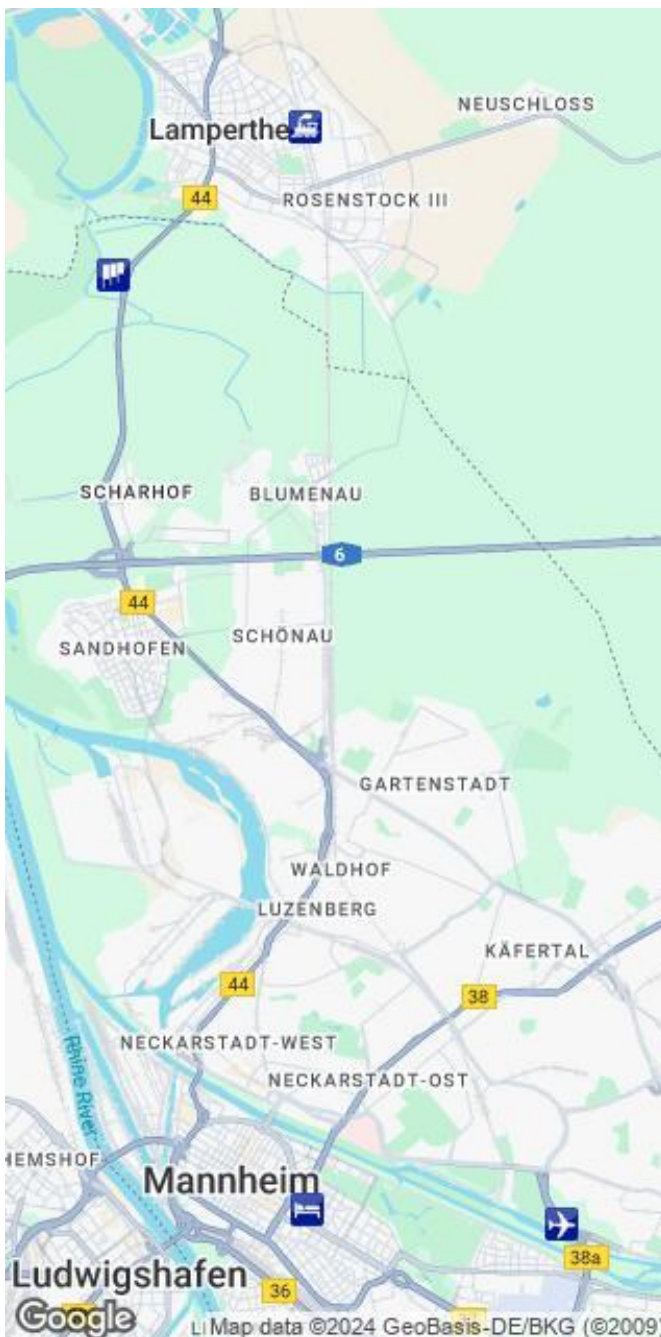 NEUSCHLOSS
Lamperthe
44
ROSENSTOCK III
SCHARHOF
BLUMENAU
6
44
SCHÖNAU
SANDHOFEN
GARTENSTADT
WALDHOF
LUZENBERG
KÄFERTAL
44
38
NECKARSTADT-WEST
Rhine River
NECKARSTADT-OST
HEMSHOF
Mannheim
38a
Ludwigshafen
36
Google
Map data ©2024 GeoBasis-DE/BKG (©2009)